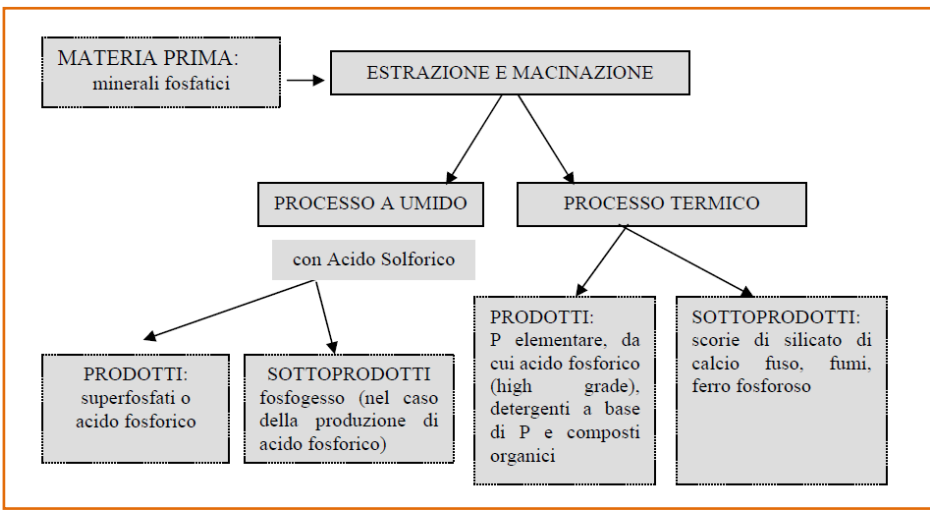 MATERIA PRIMA:
minerali fosfatici
ESTRAZIONE E MACINAZIONE
PROCESSO A UMIDO
PROCESSO TERMICO
con Acido Solforico
PRODOTTI:
superfosfati o
acido fosforico
SOTTOPRODOTTI
fosfogesso (nel caso
della produzione di
acido fosforico)
PRODOTTI:
P elementare, da
cui acido fosforico
(high grade),
detergenti a base
di P e composti
organici
SOTTOPRODOTTI:
scorie di silicato di
calcio fuso, fumi,
ferro fosforoso